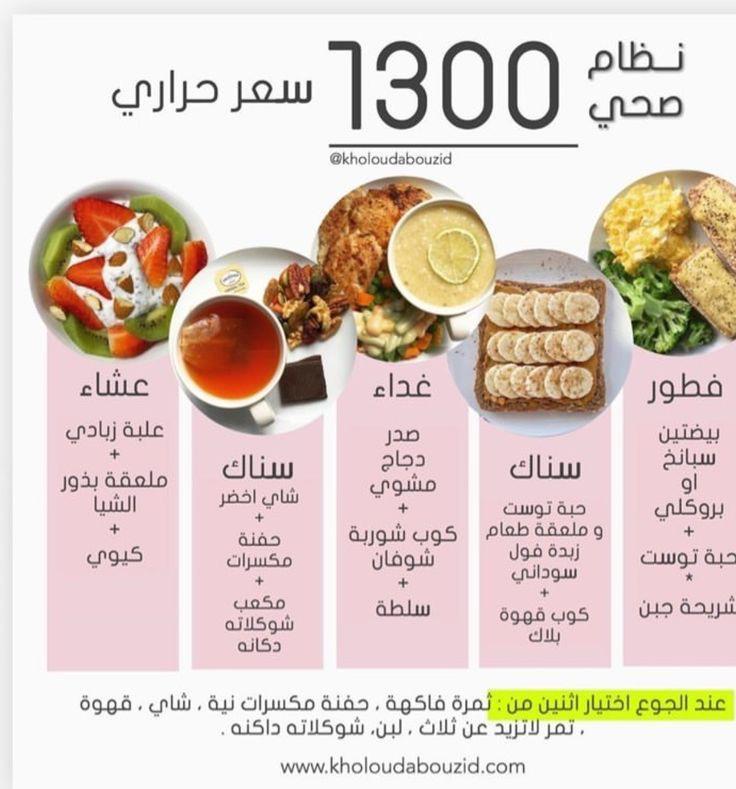 نظام
صحي
1300 سعر حراري
@kholoudabouzid
فطور
بيضتين
سبانخ
او
بروكلي
+
حبة توست
*
شريحة جبن
سناك
حبة توست
و ملعقة طعام
زبدة فول
سوداني
+
كوب قهوة
بلاك
غداء
صدر
دجاج
مشوي
+
كوب شوربة
شوفان
+
سلطة
سناك
شاي اخضر
+
حفنة
مكسرات
+
مكعب
شوكلاته
دكانه
عشاء
علبة زبادي
+
ملعقة بذور
الشيا
+
كيوي
عند الجوع اختيار اثنين من : ثمرة فاكهة ، حفنة مكسرات نية ، شاي ، قهوة
، تمر لاتزيد عن ثلاث ، لبن، شوكلاته داكنه .
www.kholoudabouzid.com